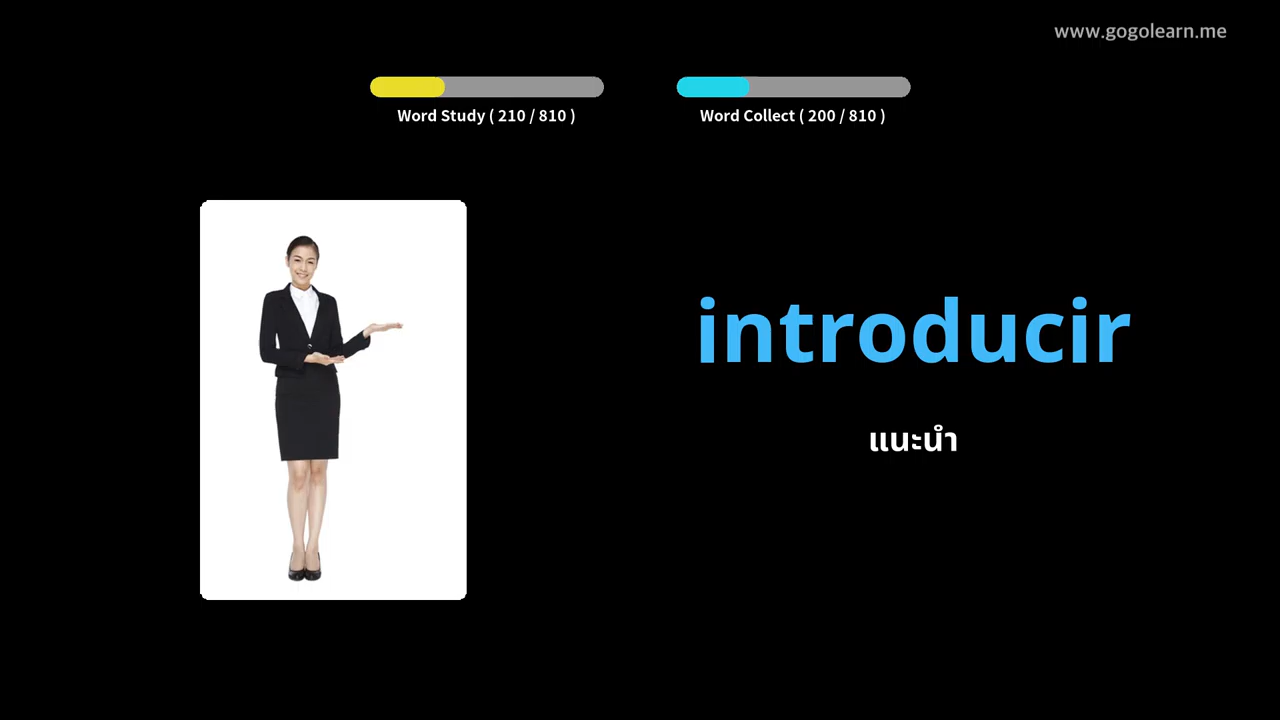 www.gogolearn.me
Word Study ( 210 / 810 )
Word Collect ( 200 / 810 )
introducir
แนะนำ